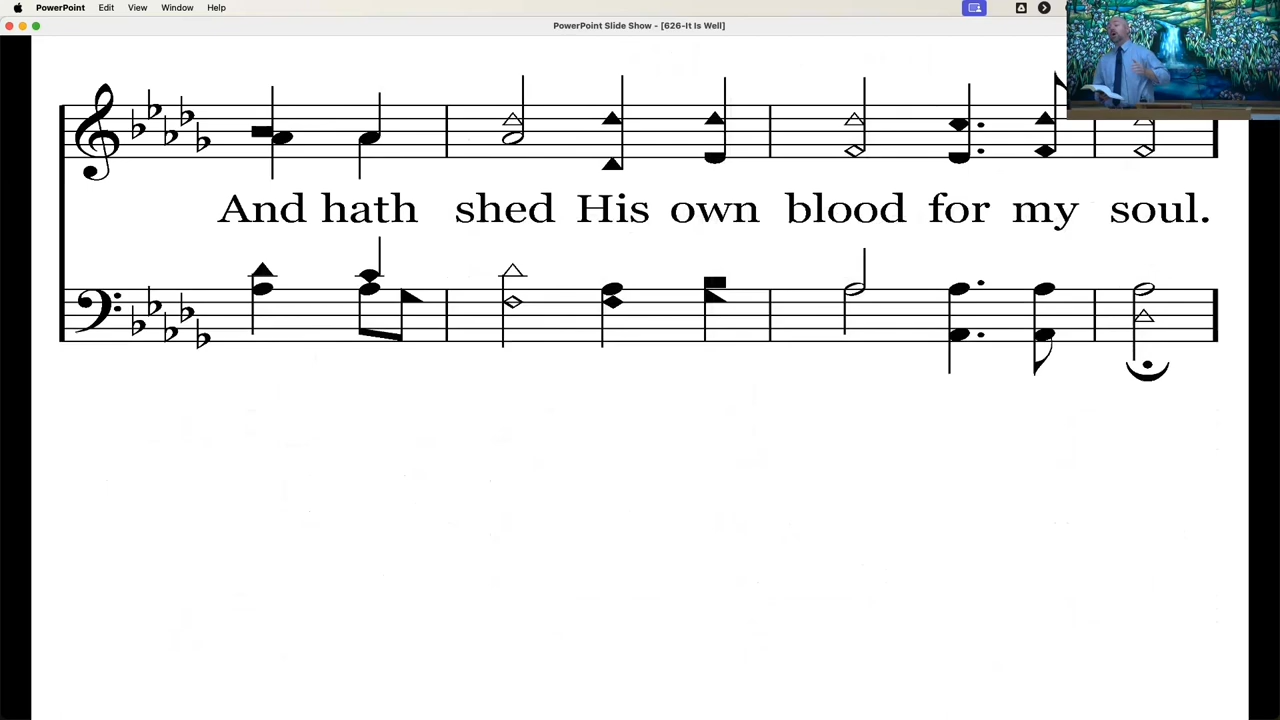 PowerPoint Edit View Window Help
PowerPoint Slide Show - [626-It Is Well]
And hath shed His own blood for my soul.